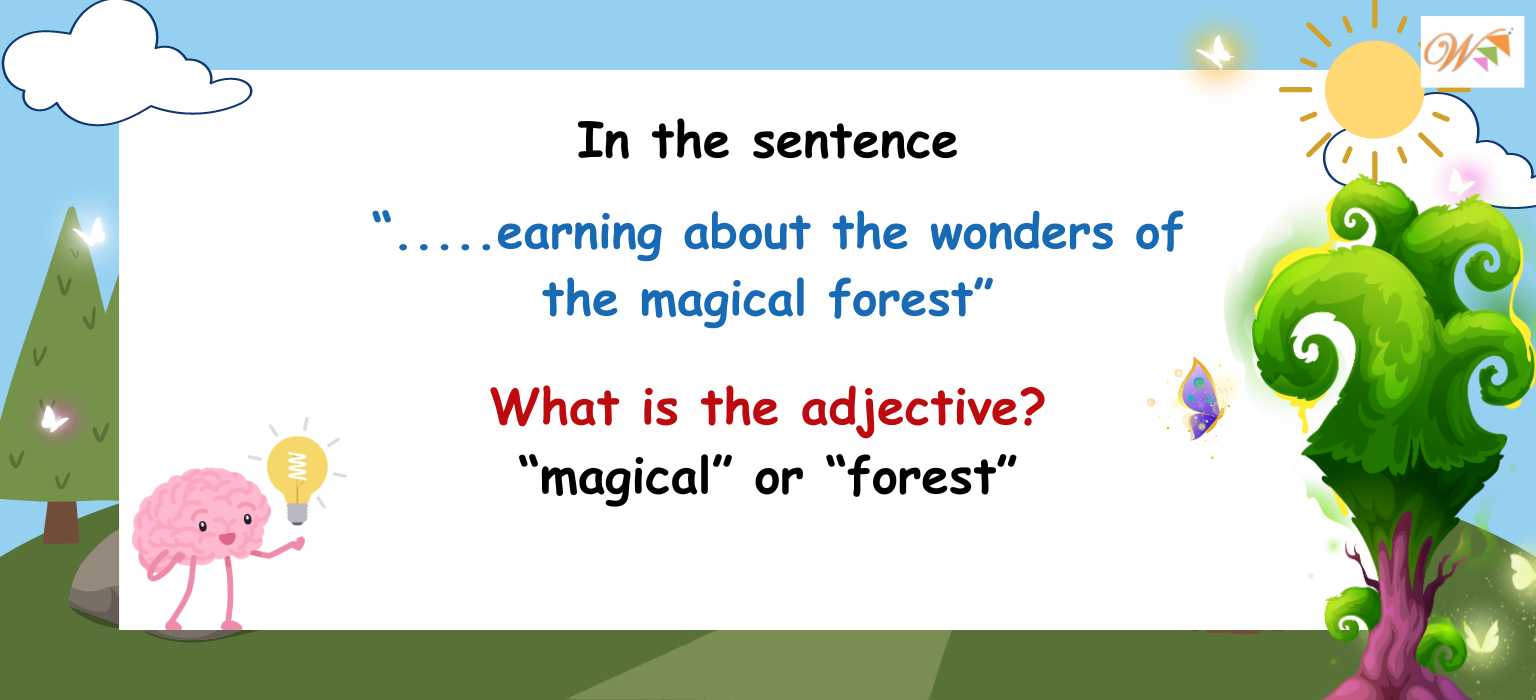 W
In the sentence
“.....earning about the wonders of
the magical forest”
What is the adjective?
“magical” or “forest”